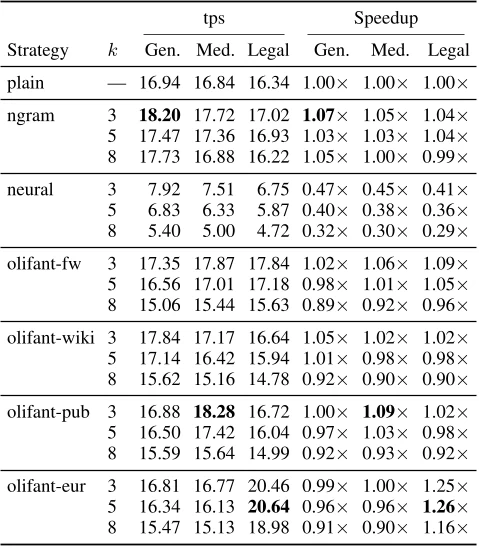 tps Speedup
Strategy k Gen. Med. Legal Gen. Med. Legal
plain — 16.94 16.84 16.34 1.00× 1.00× 1.00×
ngram 3 18.20 17.72 17.02 1.07× 1.05× 1.04×
5 17.47 17.36 16.93 1.03× 1.03× 1.04×
8 17.73 16.88 16.22 1.05× 1.00× 0.99×
neural 3 7.92 7.51 6.75 0.47× 0.45× 0.41×
5 6.83 6.33 5.87 0.40× 0.38× 0.36×
8 5.40 5.00 4.72 0.32× 0.30× 0.29×
olifant-fw 3 17.35 17.87 17.84 1.02× 1.06× 1.09×
5 16.56 17.01 17.18 0.98× 1.01× 1.05×
8 15.06 15.44 15.63 0.89× 0.92× 0.96×
olifant-wiki 3 17.84 17.17 16.64 1.05× 1.02× 1.02×
5 17.14 16.42 15.94 1.01× 0.98× 0.98×
8 15.62 15.16 14.78 0.92× 0.90× 0.90×
olifant-pub 3 16.88 18.28 16.72 1.00× 1.09× 1.02×
5 16.50 17.42 16.04 0.97× 1.03× 0.98×
8 15.59 15.64 14.99 0.92× 0.93× 0.92×
olifant-eur 3 16.81 16.77 20.46 0.99× 1.00× 1.25×
5 16.34 16.13 20.64 0.96× 0.96× 1.26×
8 15.47 15.13 18.98 0.91× 0.90× 1.16×